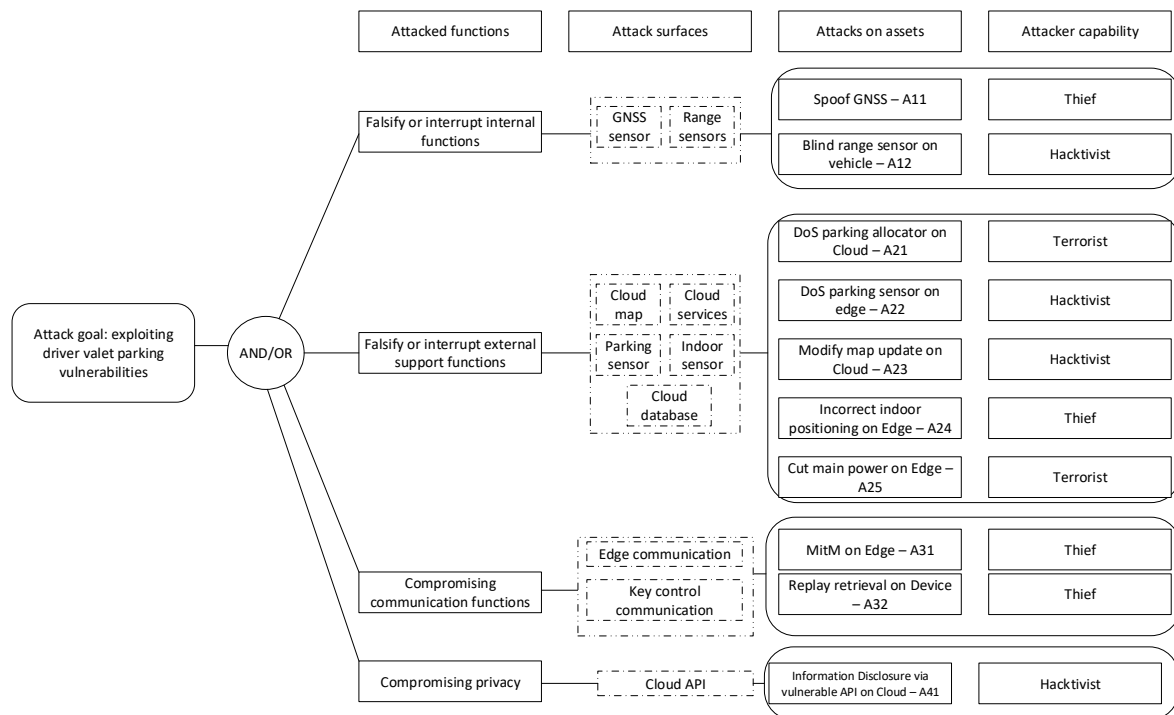 Attacked functions
Attack surfaces
Attacks on assets
Attacker capability
Falsify or interrupt internal
functions
GNSS
sensor
Range
sensors
Spoof GNSS – A11
Thief
Blind range sensor on
vehicle – A12
Hacktivist
Attack goal: exploiting
driver valet parking
vulnerabilities
AND/OR
Falsify or interrupt external
support functions
Cloud
map
Cloud
services
Parking
sensor
Indoor
sensor
Cloud
database
DoS parking allocator on
Cloud – A21
Terrorist
DoS parking sensor on
edge – A22
Hacktivist
Modify map update on
Cloud – A23
Hacktivist
Incorrect indoor
positioning on Edge – A24
Thief
Cut main power on Edge –
A25
Terrorist
Compromising
communication functions
Edge communication
Key control
communication
MitM on Edge – A31
Thief
Replay retrieval on Device
– A32
Thief
Compromising privacy
Cloud API
Information Disclosure via
vulnerable API on Cloud – A41
Hacktivist